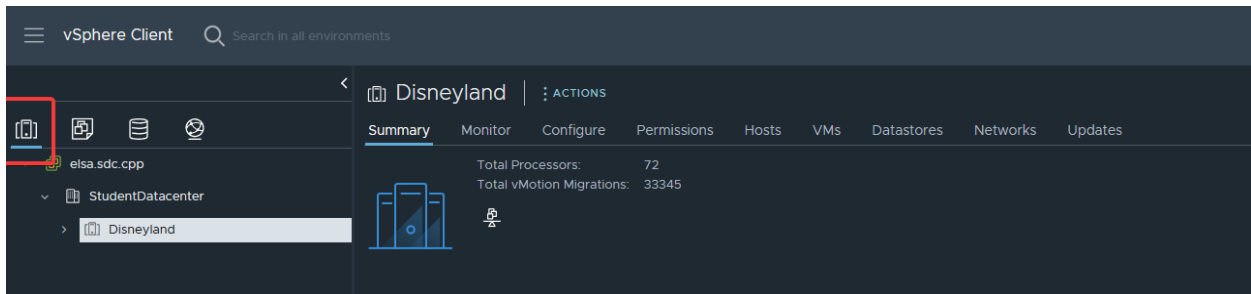 vSphere Client Search in all environments
Disneyland ACTIONS
Summary Monitor Configure Permissions Hosts VMs Datastores Networks Updates
elsa.sdc.cpp
StudentDatacenter
Disneyland
Total Processors: 72
Total vMotion Migrations: 33345